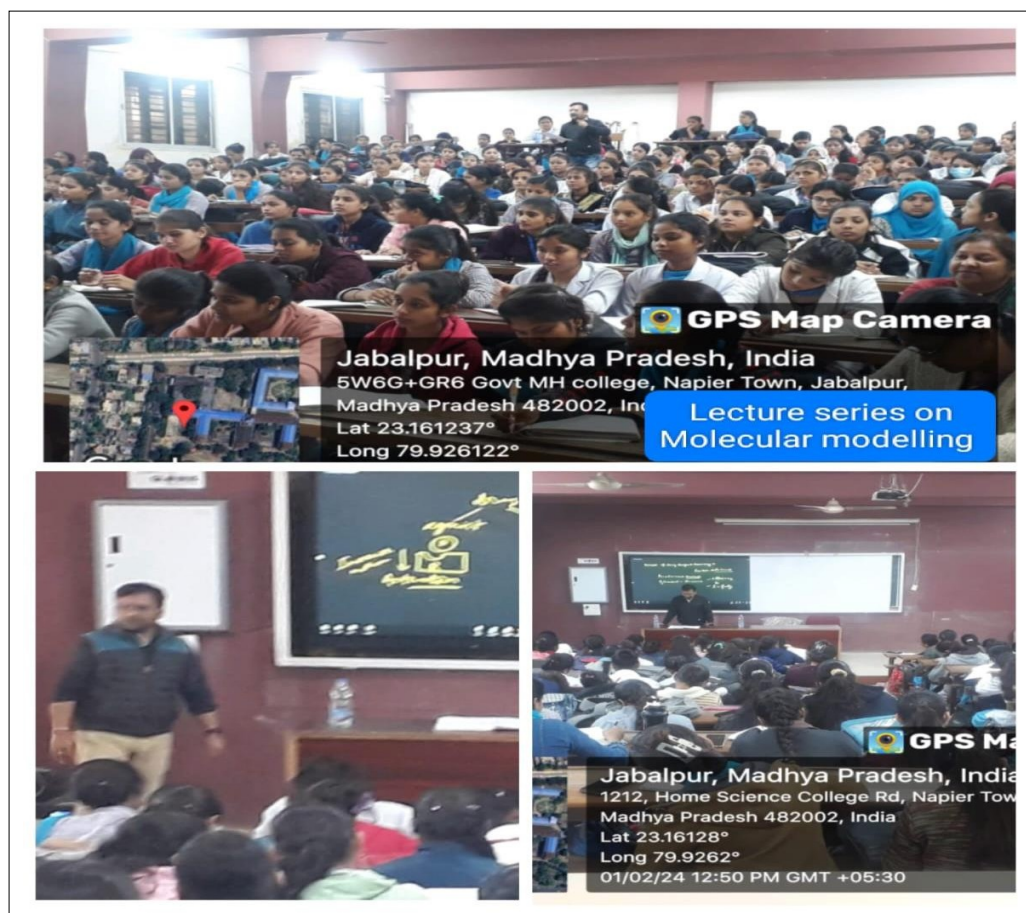 GPS Map Camera
Jabalpur, Madhya Pradesh, India
5W6G+GR6 Govt MH college, Napier Town, Jabalpur,
Madhya Pradesh 482002, Ind
Lat 23.161237°
Long 79.926122°
Lecture series on
Molecular modelling
GPS Ma
Jabalpur, Madhya Pradesh, India
1212, Home Science College Rd, Napier Tow
Madhya Pradesh 482002, India
Lat 23.16128°
Long 79.9262°
01/02/24 12:50 PM GMT +05:30